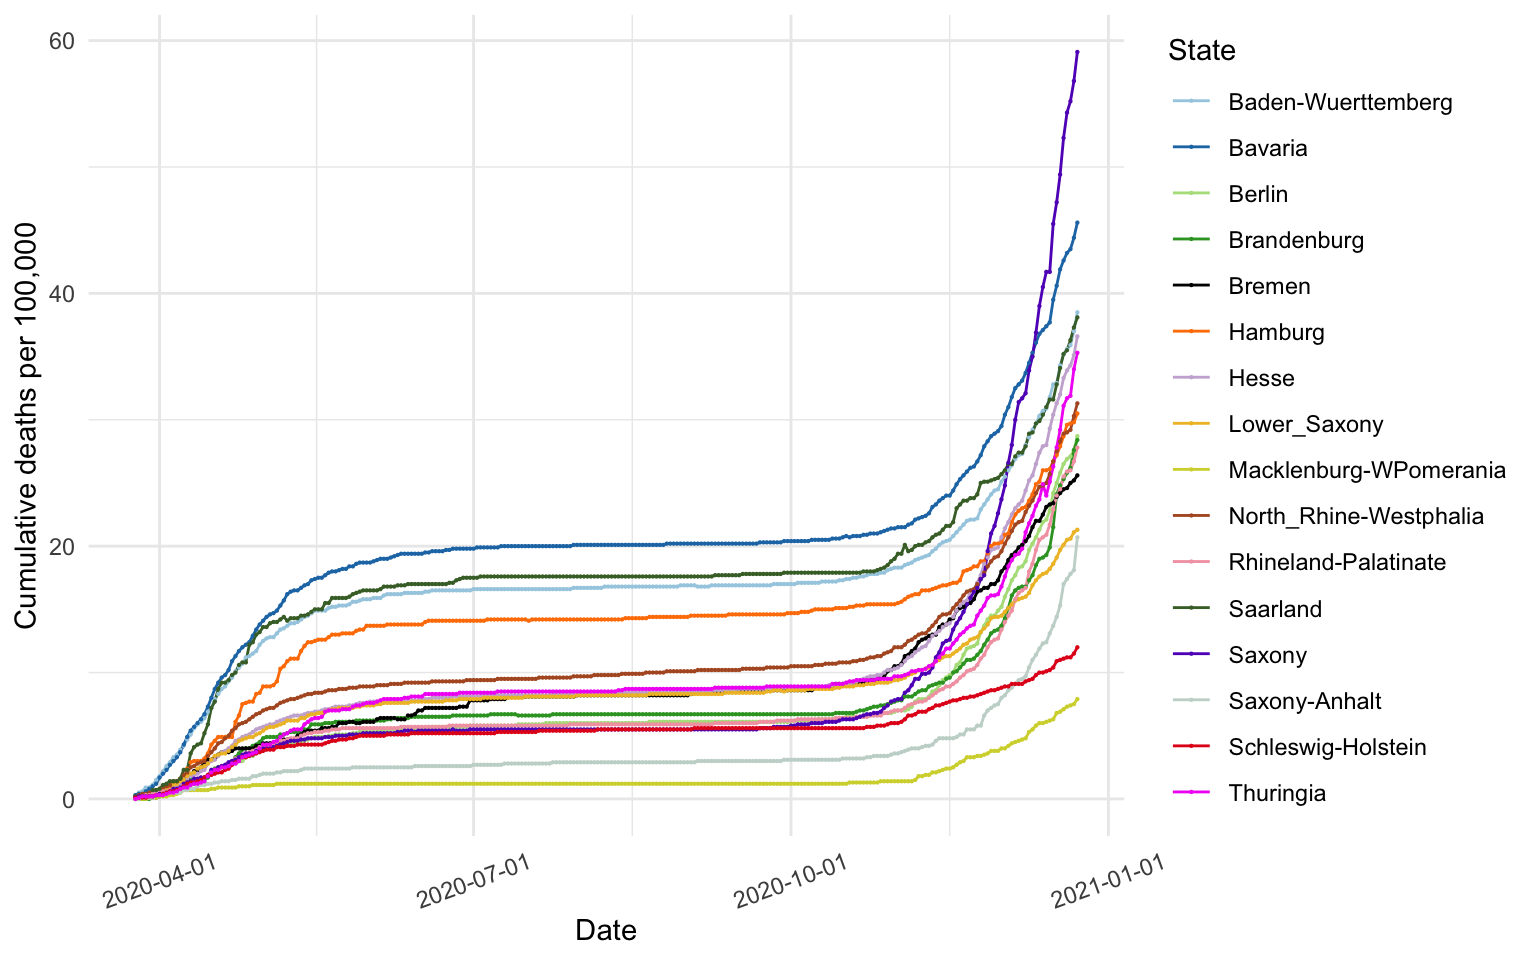 60
40
20
0
Cumulative deaths per 100,000
2020-04-01
2020-07-01
2020-10-01
2021-01-01
Date
State
Baden-Wuerttemberg
Bavaria
Berlin
Brandenburg
Bremen
Hamburg
Hesse
Lower_Saxony
Macklenburg-WPomerania
North_Rhine-Westphalia
Rhineland-Palatinate
Saarland
Saxony
Saxony-Anhalt
Schleswig-Holstein
Thuringia